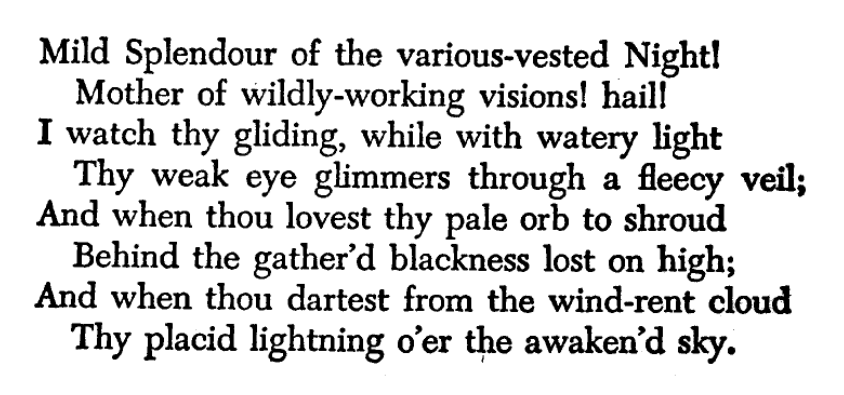 Mild Splendour of the various-vested Night!
Mother of wildly-working visions! hail!
I watch thy gliding, while with watery light
Thy weak eye glimmers through a fleecy veil;
And when thou lovest thy pale orb to shroud
Behind the gather'd blackness lost on high;
And when thou dartest from the wind-rent cloud
Thy placid lightning o'er the awaken'd sky.